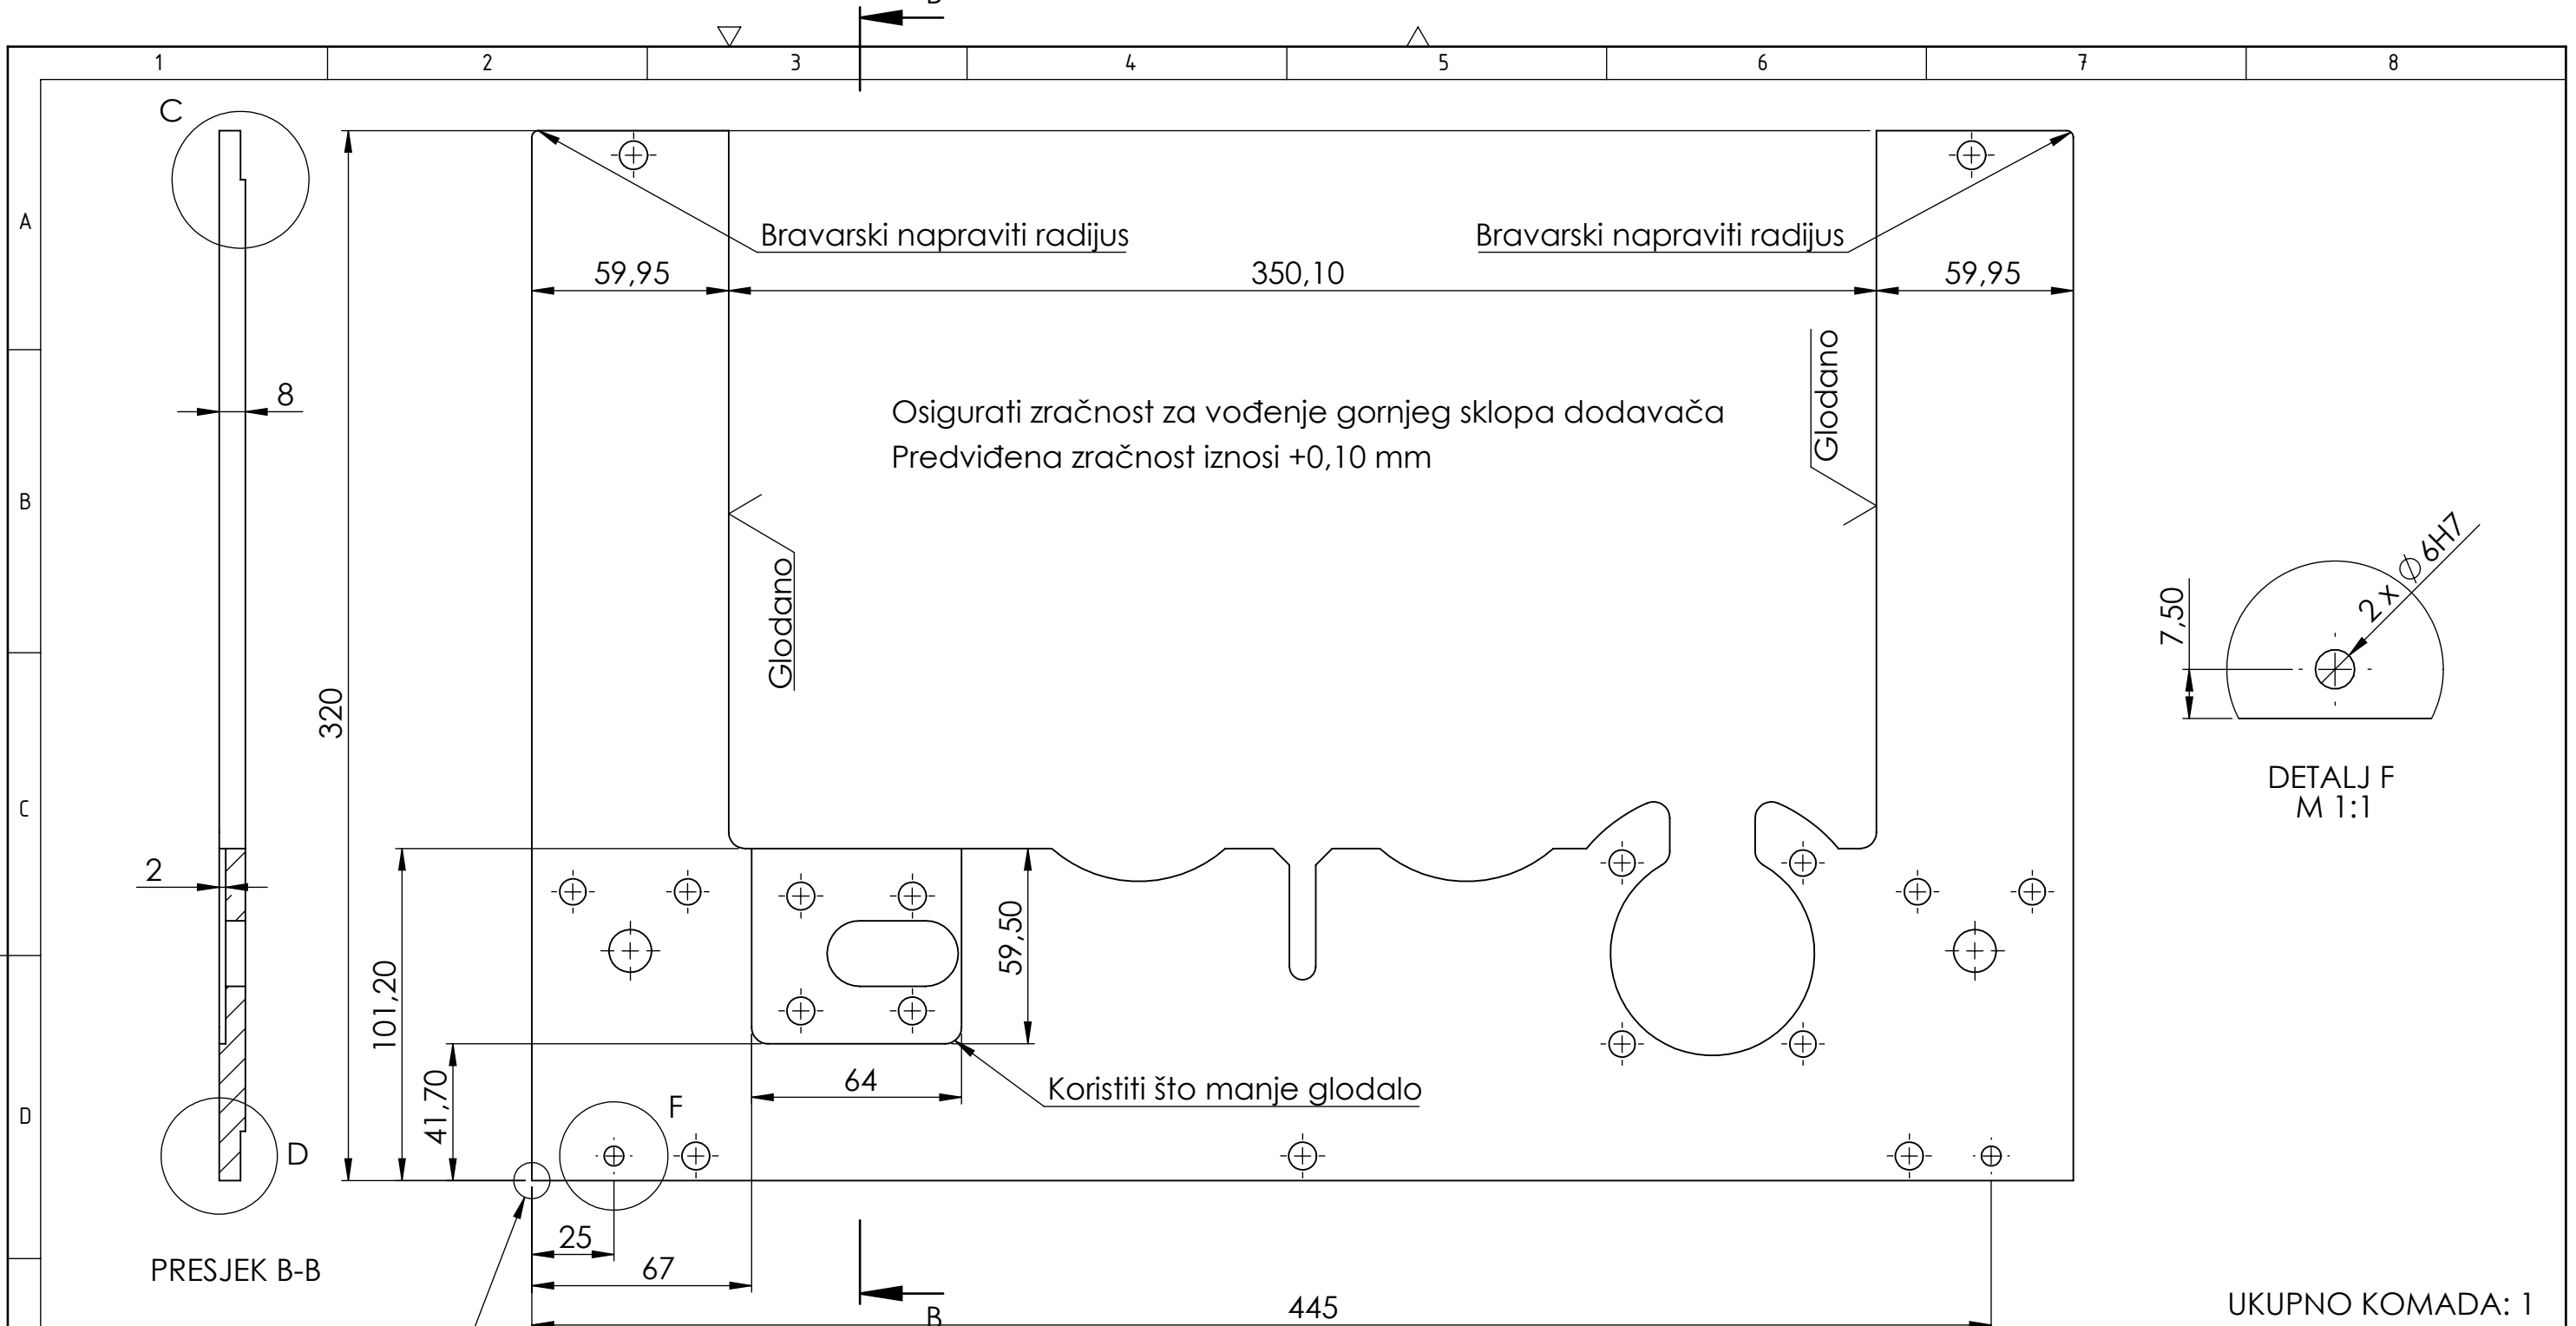 B
1 2 3 4 5 6 7 8
C
A
Bravarski napraviti radijus
Bravarski napraviti radijus
59,95
350,10
59,95
8
Osigurati zračnost za vođenje gornjeg sklopa dodavača
Predviđena zračnost iznosi +0,10 mm
Glodano
Glodano
B
2 x ∅ 6H7
7,50
320
DETALJ F
M 1:1
C
2
59,50
101,20
64
Koristiti što manje glodalo
41,70
F
D
D
25
67
PRESJEK B-B
445
B
UKUPNO KOMADA: 1